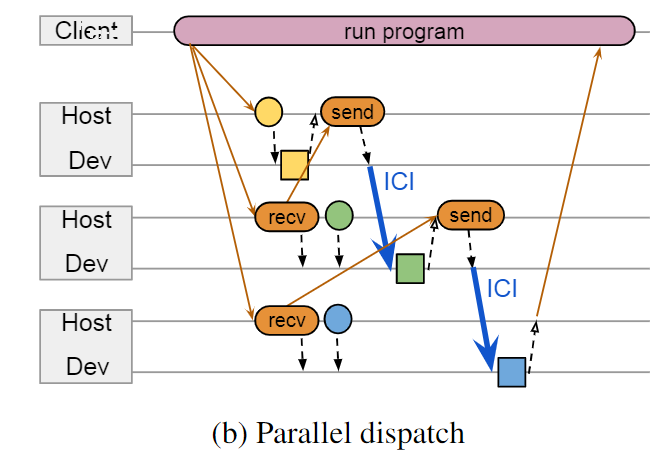 Client
run program
Host
send
Dev
ICI
Host
recv
send
Dev
ICI
Host
recv
Dev
(b) Parallel dispatch